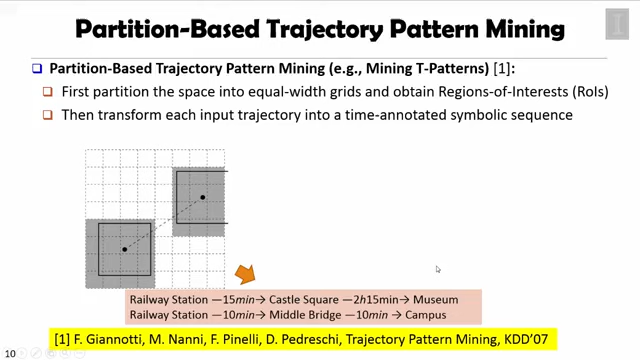 Partition-Based Trajectory Pattern Mining
Partition-Based Trajectory Pattern Mining (e.g., Mining T-Patterns) [1]:
First partition the space into equal-width grids and obtain Regions-of-Interests (RoIs)
Then transform each input trajectory into a time-annotated symbolic sequence
Railway Station —15min→ Castle Square —2h15min→ Museum
Railway Station —10min→ Middle Bridge —10min → Campus
[1] F. Giannotti, M. Nanni, F. Pinelli, D. Pedreschi, Trajectory Pattern Mining, KDD’07
10